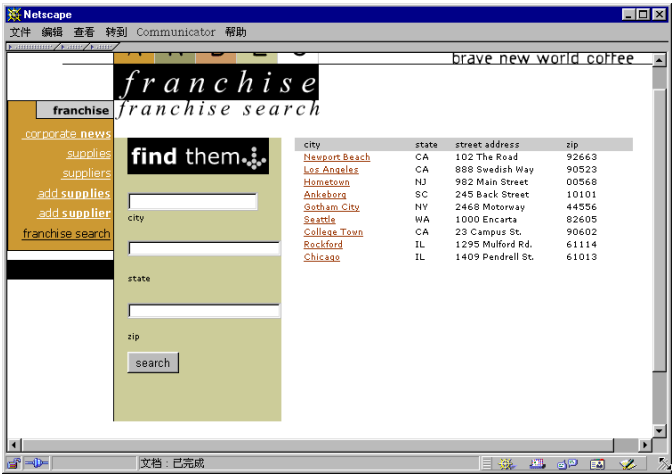 Netscape
文件 编辑 查看 转到 Communicator 帮助
brave new world coffee
franchise
franchise search
franchise
corporate news
supplies
suppliers
add supplies
add supplier
franchise search
find them
city
state
zip
search
city state street address zip
Newport Beach CA 102 The Road 92663
Los Angeles CA 888 Swedish Way 90523
Hometown NJ 982 Main Street 00568
Ankeborg SC 245 Back Street 10101
Gotham City NY 2468 Motorway 44556
Seattle WA 1000 Encarta 82605
College Town CA 23 Campus St. 90602
Rockford IL 1295 Mulford Rd. 61114
Chicago IL 1409 Pendrell St. 61013
文档：已完成